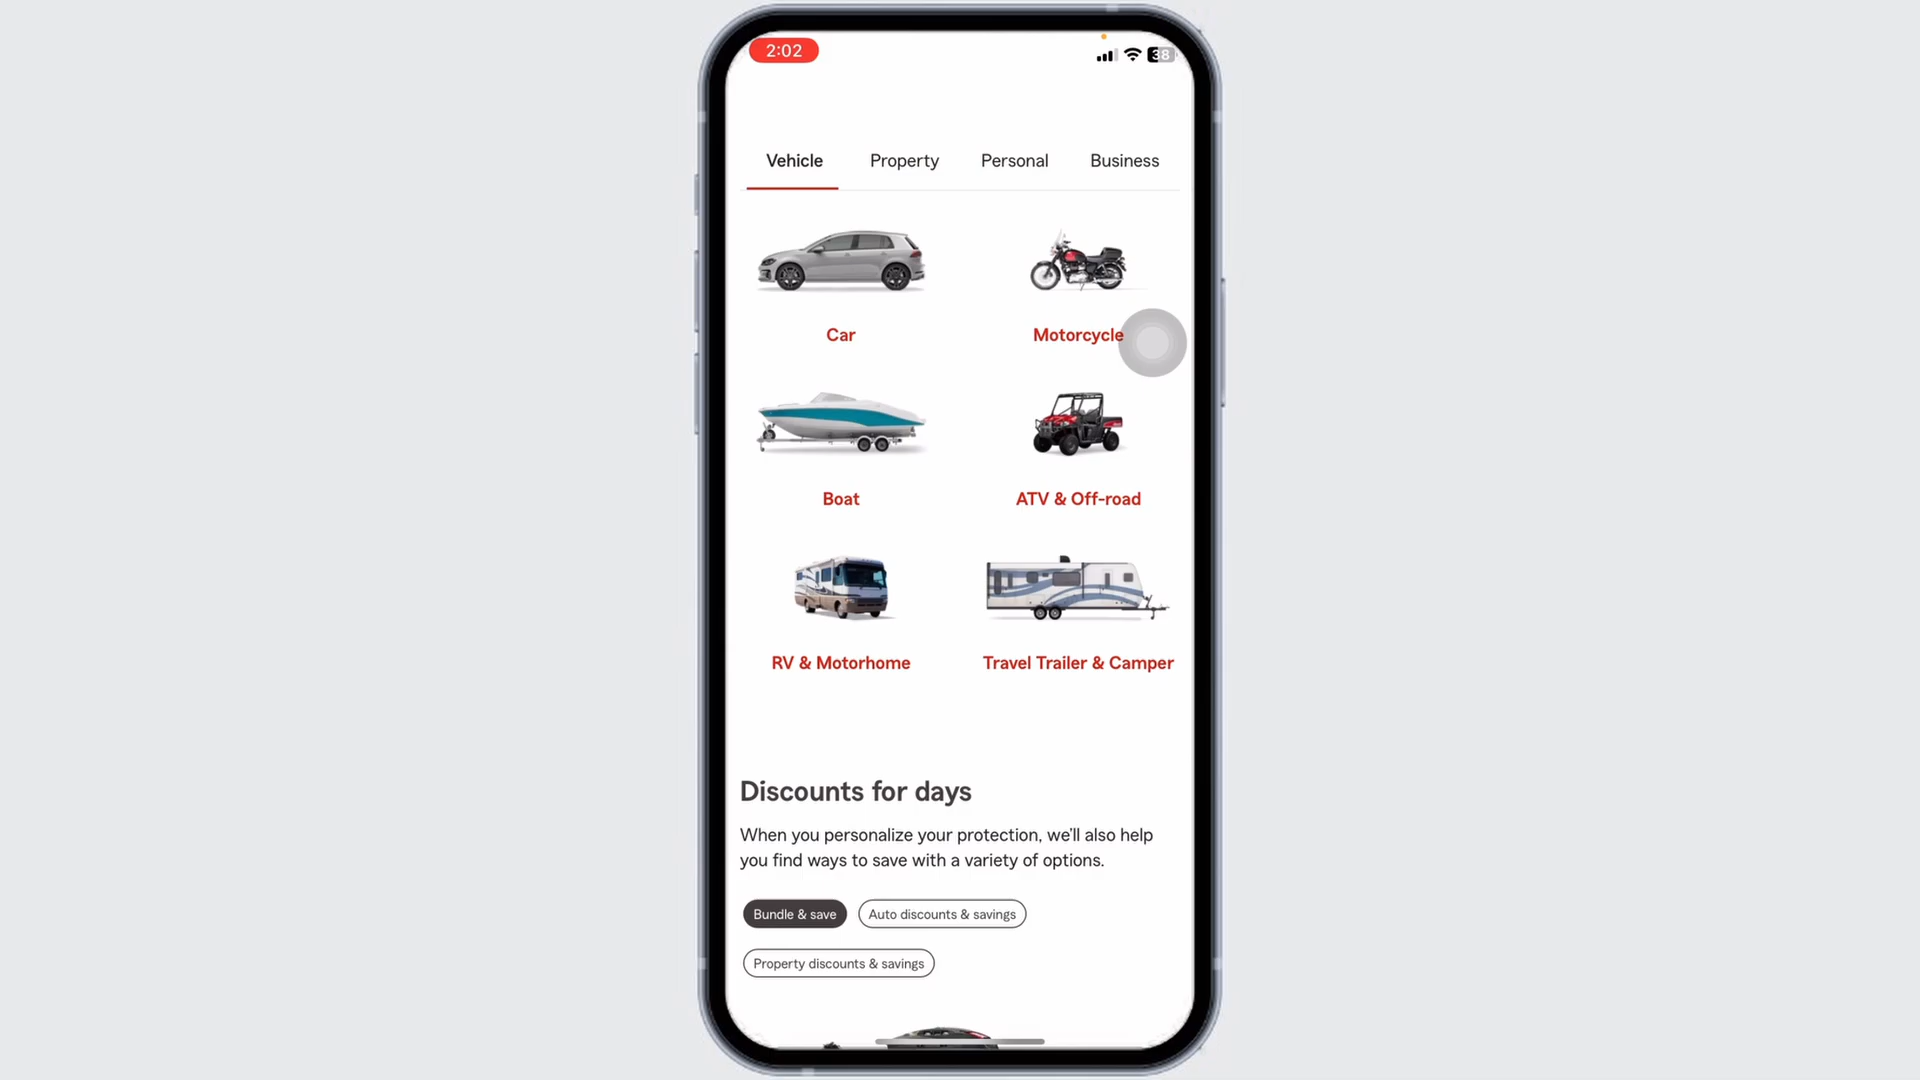 2:02
38
Vehicle Property Personal Business
Car Motorcycle
Boat ATV & Off-road
RV & Motorhome Travel Trailer & Camper
Discounts for days
When you personalize your protection, we'll also help
you find ways to save with a variety of options.
Bundle & save Auto discounts & savings
Property discounts & savings